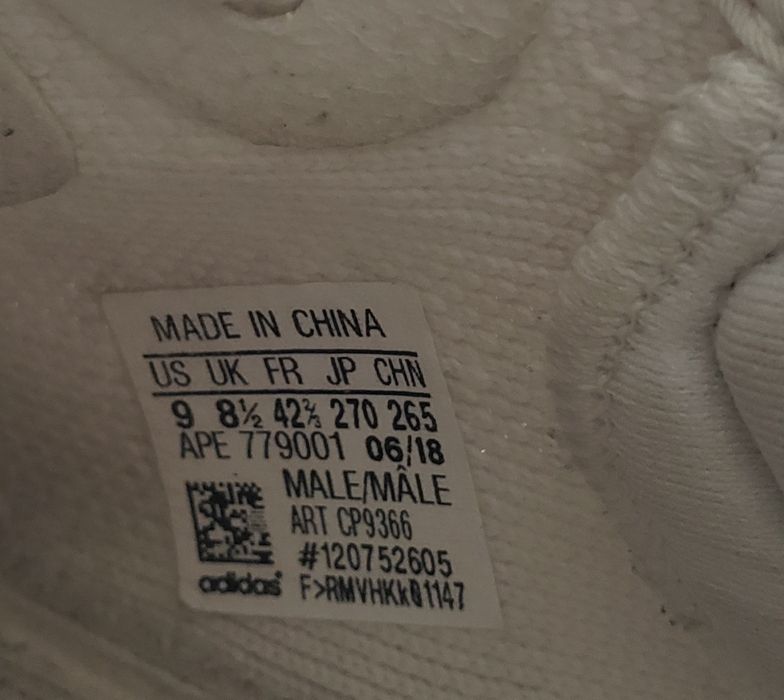 MADE IN CHINA
US UK FR JP CHN
9 8½ 42⅔ 270 265
APE 779001 06/18
MALE/MÂLE
ART CP9366
#120752605
F>RMVHKk01147
adidas